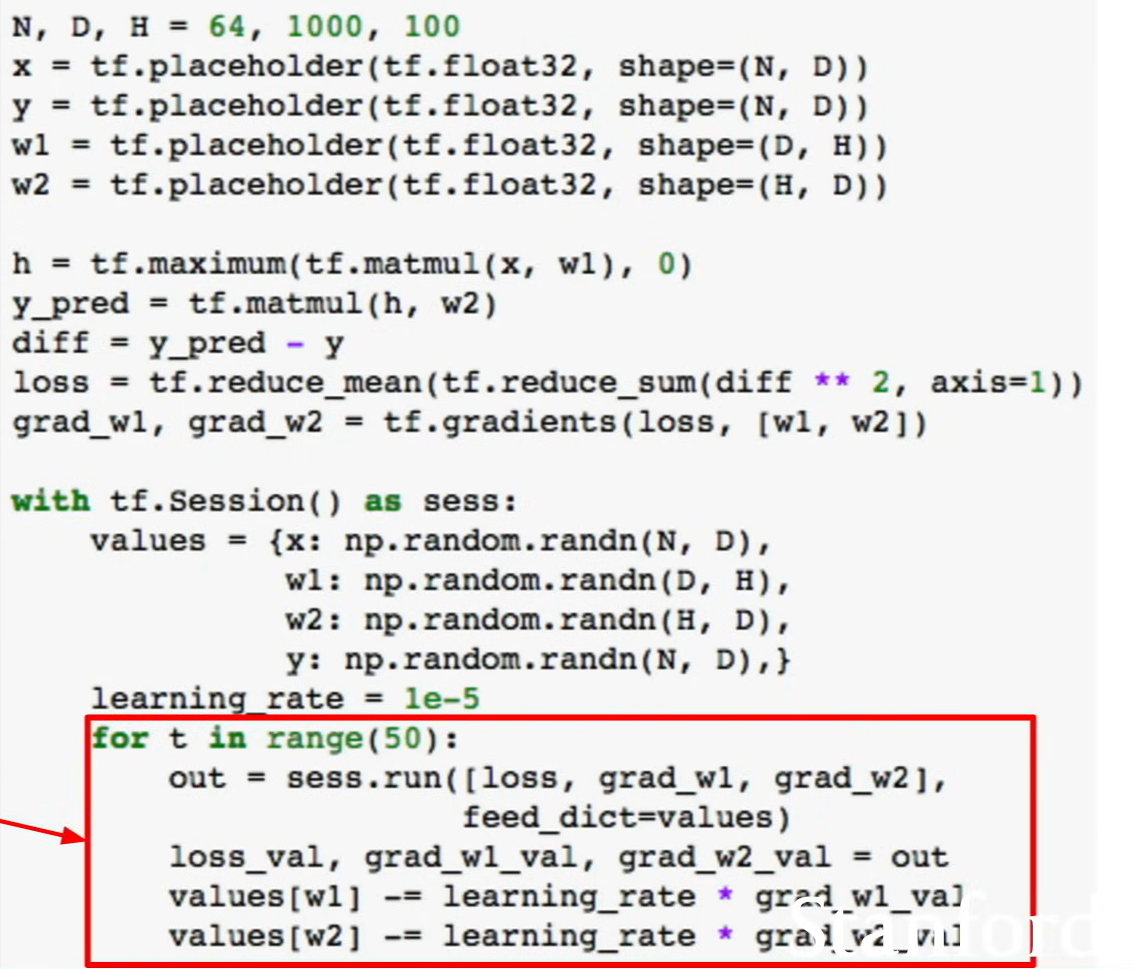 N, D, H = 64, 1000, 100
x = tf.placeholder(tf.float32, shape=(N, D))
y = tf.placeholder(tf.float32, shape=(N, D))
w1 = tf.placeholder(tf.float32, shape=(D, H))
w2 = tf.placeholder(tf.float32, shape=(H, D))
h = tf.maximum(tf.matmul(x, w1), 0)
y_pred = tf.matmul(h, w2)
diff = y_pred - y
loss = tf.reduce_mean(tf.reduce_sum(diff ** 2, axis=1))
grad_w1, grad_w2 = tf.gradients(loss, [w1, w2])
with tf.Session() as sess:
    values = {x: np.random.randn(N, D),
              w1: np.random.randn(D, H),
              w2: np.random.randn(H, D),
              y: np.random.randn(N, D),}
    learning_rate = 1e-5
    for t in range(50):
        out = sess.run([loss, grad_w1, grad_w2],
                       feed_dict=values)
        loss_val, grad_w1_val, grad_w2_val = out
        values[w1] -= learning_rate * grad_w1_val
        values[w2] -= learning_rate * grad_w2_val
Stanford